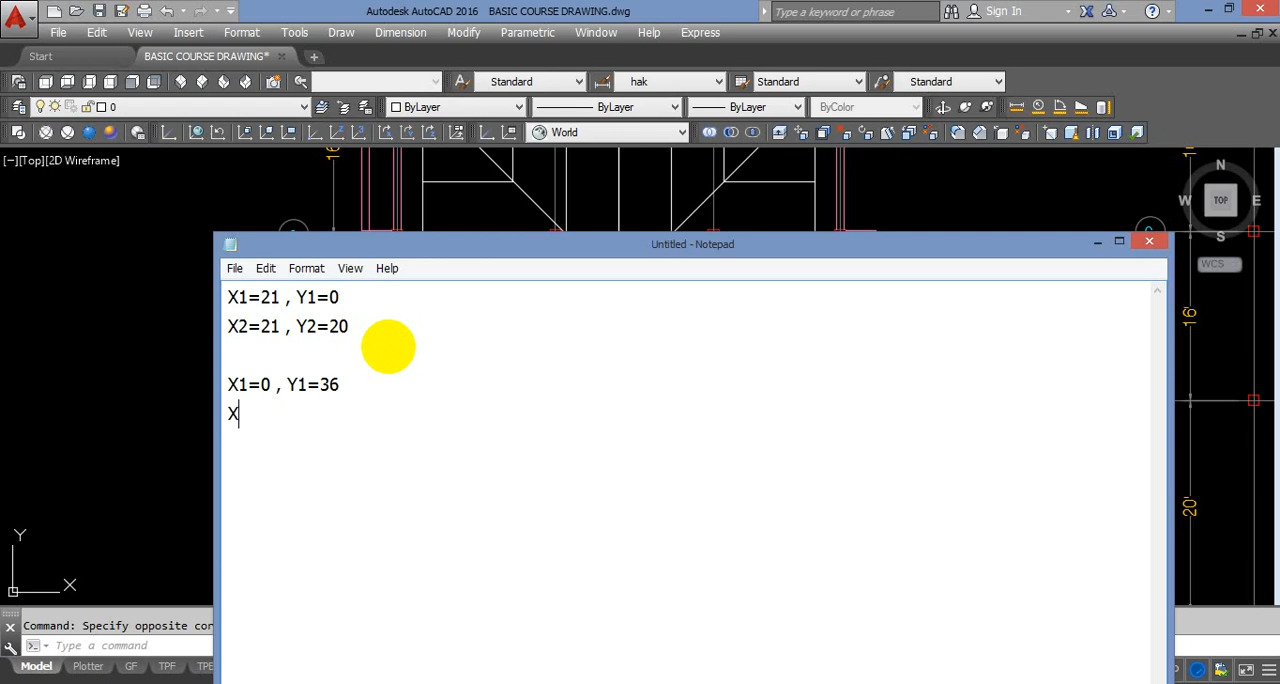 Autodesk AutoCAD 2016 BASIC COURSE DRAWING.dwg
Type a keyword or phrase
Sign In
File Edit View Insert Format Tools Draw Dimension Modify Parametric Window Help Express
Start BASIC COURSE DRAWING*
Standard hak Standard Standard
0 ByLayer ByLayer ByLayer ByColor
World
[−][Top][2D Wireframe]
N
W TOP E
S
WCS
Untitled - Notepad
File Edit Format View Help
X1=21 , Y1=0
X2=21 , Y2=20
X1=0 , Y1=36
X
16'
20'
Y
X
Command: Specify opposite cor
Type a command
Model Plotter GF TPF TPE